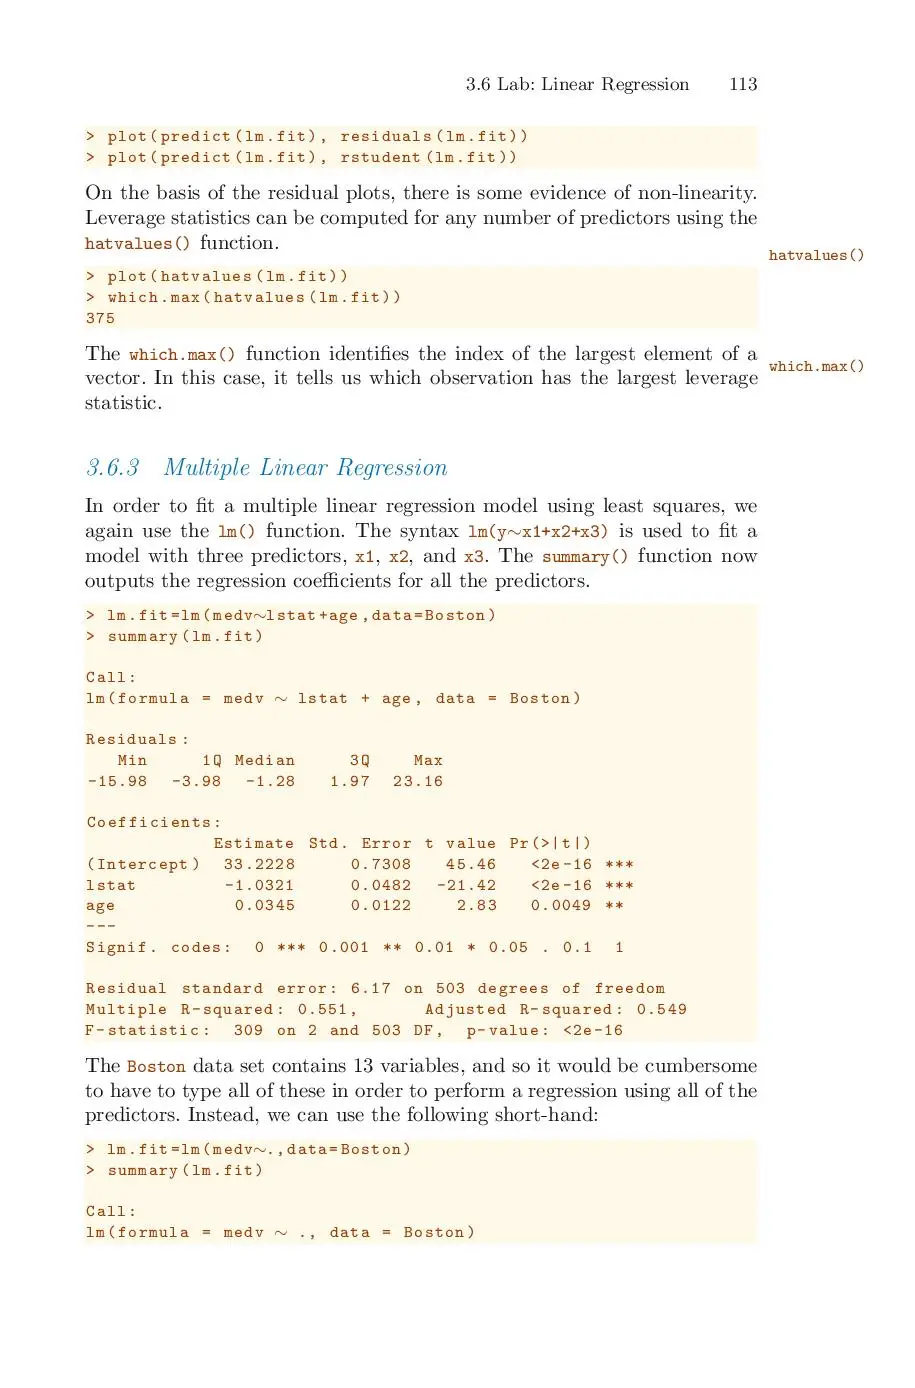 3.6 Lab: Linear Regression 113
> plot(predict(lm.fit), residuals(lm.fit))
> plot(predict(lm.fit), rstudent(lm.fit))
On the basis of the residual plots, there is some evidence of non-linearity.
Leverage statistics can be computed for any number of predictors using the
hatvalues() function.
hatvalues()
> plot(hatvalues(lm.fit))
> which.max(hatvalues(lm.fit))
375
The which.max() function identifies the index of the largest element of a
which.max()
vector. In this case, it tells us which observation has the largest leverage
statistic.
3.6.3 Multiple Linear Regression
In order to fit a multiple linear regression model using least squares, we
again use the lm() function. The syntax lm(y∼x1+x2+x3) is used to fit a
model with three predictors, x1, x2, and x3. The summary() function now
outputs the regression coefficients for all the predictors.
> lm.fit=lm(medv∼lstat+age,data=Boston)
> summary(lm.fit)
Call:
lm(formula = medv ∼ lstat + age, data = Boston)
Residuals:
Min 1Q Median 3Q Max
-15.98 -3.98 -1.28 1.97 23.16
Coefficients:
Estimate Std. Error t value Pr(>|t|)
(Intercept) 33.2228 0.7308 45.46 <2e-16 ***
lstat -1.0321 0.0482 -21.42 <2e-16 ***
age 0.0345 0.0122 2.83 0.0049 **
---
Signif. codes: 0 *** 0.001 ** 0.01 * 0.05 . 0.1 1
Residual standard error: 6.17 on 503 degrees of freedom
Multiple R-squared: 0.551, Adjusted R-squared: 0.549
F-statistic: 309 on 2 and 503 DF, p-value: <2e-16
The Boston data set contains 13 variables, and so it would be cumbersome
to have to type all of these in order to perform a regression using all of the
predictors. Instead, we can use the following short-hand:
> lm.fit=lm(medv∼.,data=Boston)
> summary(lm.fit)
Call:
lm(formula = medv ∼ ., data = Boston)